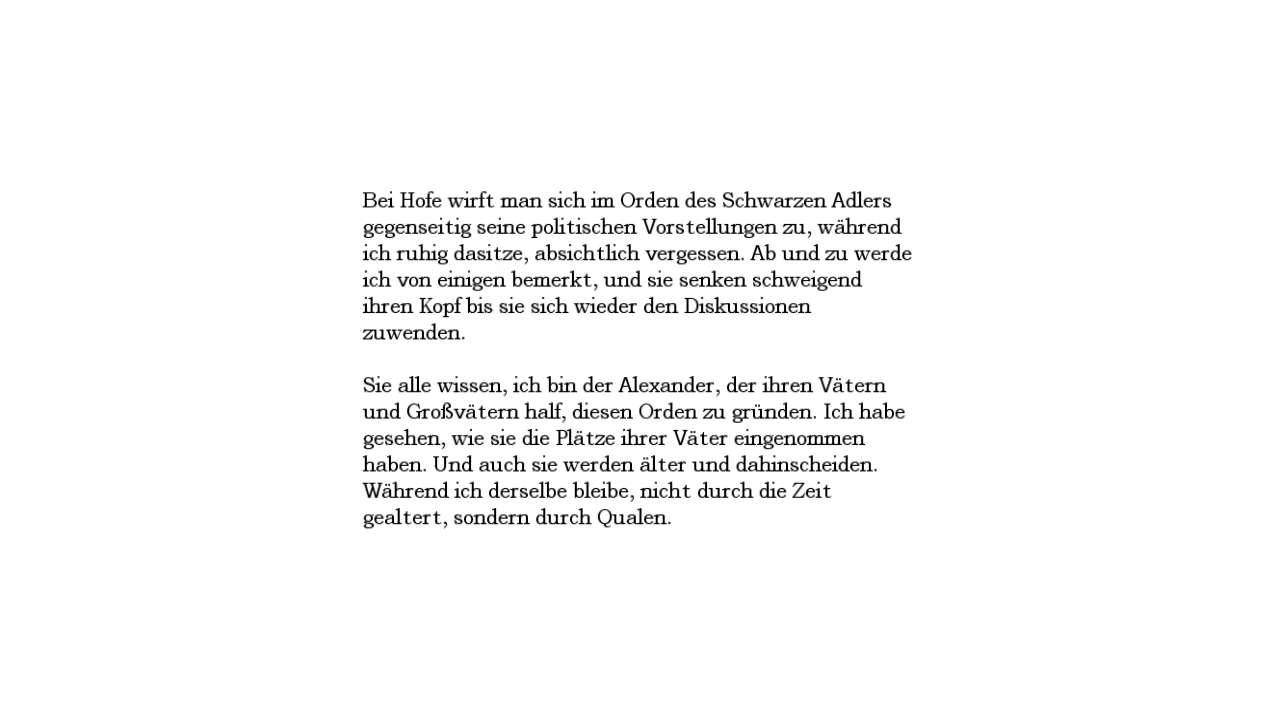 Bei Hofe wirft man sich im Orden des Schwarzen Adlers
gegenseitig seine politischen Vorstellungen zu, während
ich ruhig dasitze, absichtlich vergessen. Ab und zu werde
ich von einigen bemerkt, und sie senken schweigend
ihren Kopf bis sie sich wieder den Diskussionen
zuwenden.

Sie alle wissen, ich bin der Alexander, der ihren Vätern
und Großvätern half, diesen Orden zu gründen. Ich habe
gesehen, wie sie die Plätze ihrer Väter eingenommen
haben. Und auch sie werden älter und dahinscheiden.
Während ich derselbe bleibe, nicht durch die Zeit
gealtert, sondern durch Qualen.